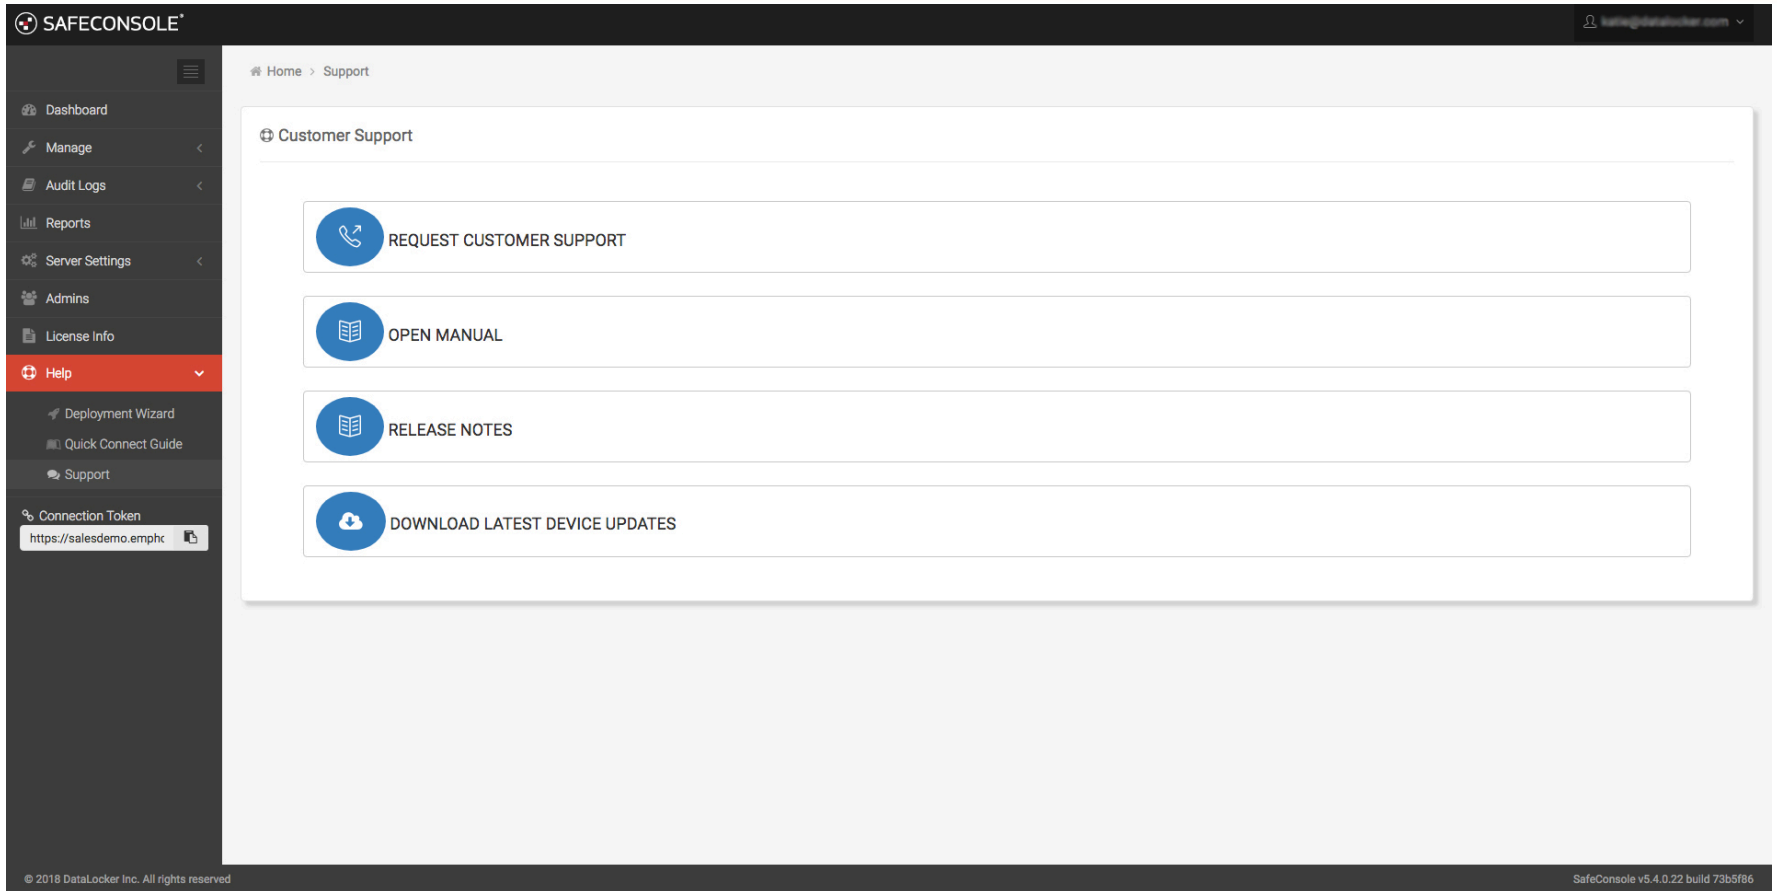 SAFECONSOLE
Home > Support
Dashboard
Manage
Audit Logs
Reports
Server Settings
Admins
License Info
Help
Deployment Wizard
Quick Connect Guide
Support
Connection Token
https://salesdemo.empho
Customer Support
REQUEST CUSTOMER SUPPORT
OPEN MANUAL
RELEASE NOTES
DOWNLOAD LATEST DEVICE UPDATES
© 2018 DataLocker Inc. All rights reserved
SafeConsole v5.4.0.22 build 73b5f86